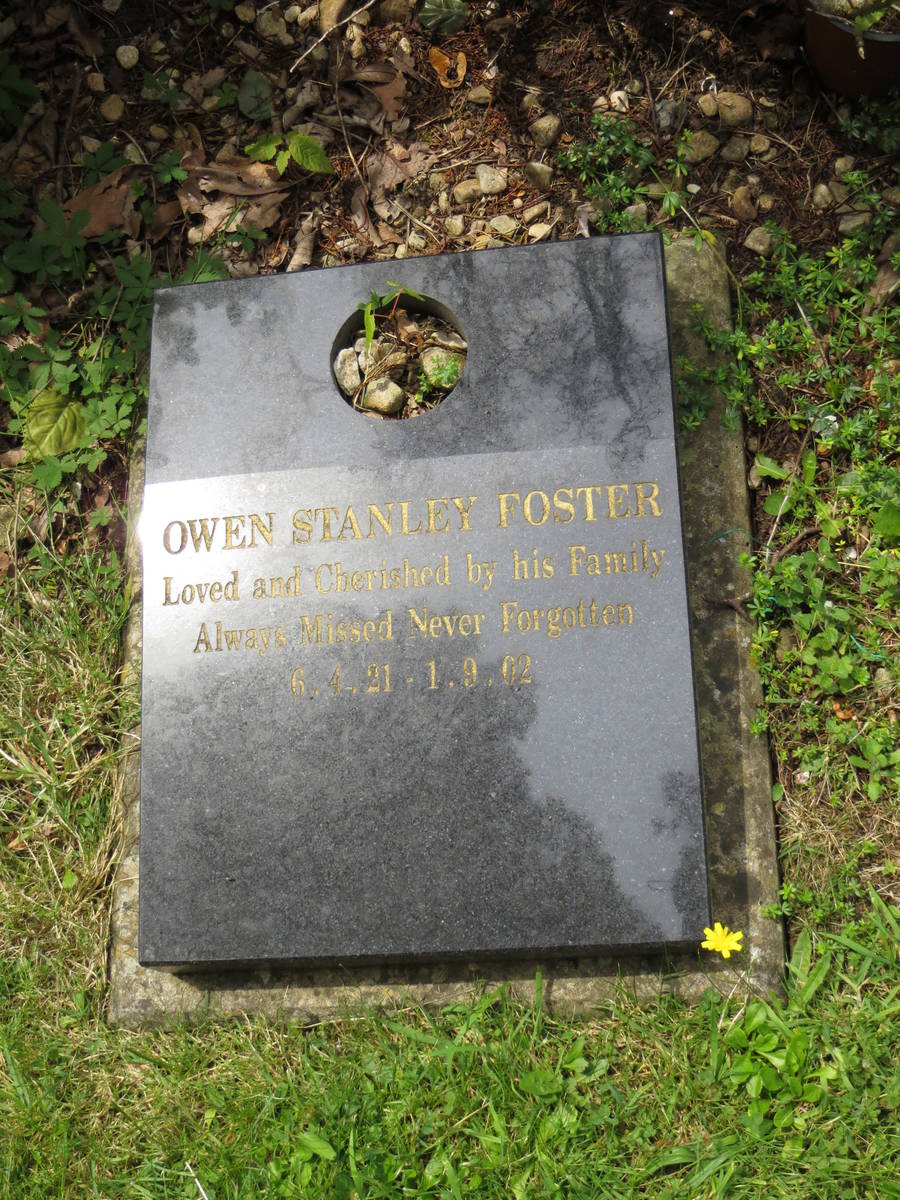 OWEN STANLEY FOSTER
Loved and Cherished by his Family
Always Missed Never Forgotten
6.4.21 - 1.9.02